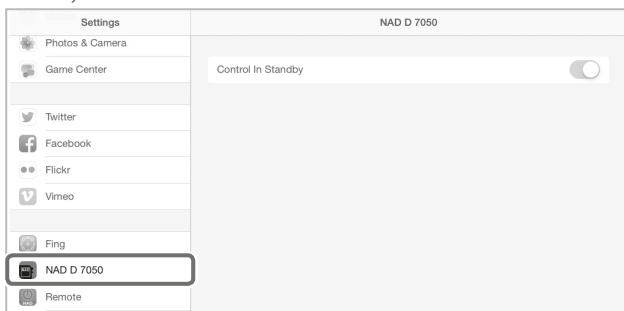 Settings
NAD D 7050
Photos & Camera
Game Center
Control In Standby
Twitter
Facebook
Flickr
Vimeo
Fing
NAD D 7050
Remote